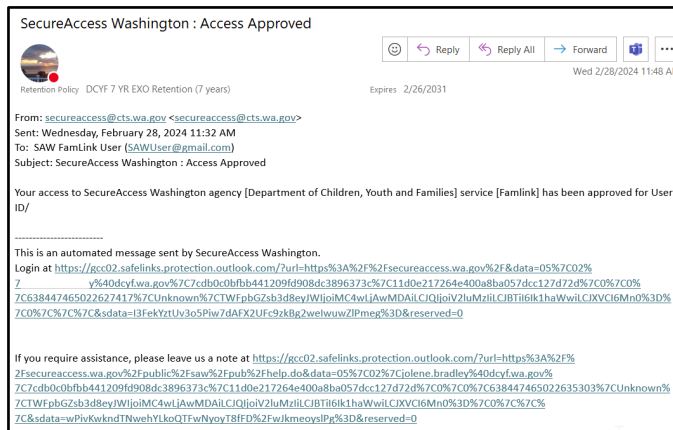 SecureAccess Washington : Access Approved
Reply
Reply All
Forward
Wed 2/28/2024 11:48 A
Retention Policy DCYF 7 YR EXO Retention (7 years)
Expires 2/26/2031
From: secureaccess@cts.wa.gov <secureaccess@cts.wa.gov>
Sent: Wednesday, February 28, 2024 11:32 AM
To: SAW FamLink User (SAWUser@gmail.com)
Subject: SecureAccess Washington : Access Approved
Your access to SecureAccess Washington agency [Department of Children, Youth and Families] service [Famlink] has been approved for User
ID/
------------------------
This is an automated message sent by SecureAccess Washington.
Login at https://gcc02.safelinks.protection.outlook.com/?url=https%3A%2F%2Fsecureaccess.wa.gov%2F&data=05%7C02%
7 y%40dcyf.wa.gov%7C7cdb0c0bfbb441209fd908dc3896373c%7C11d0e217264e400a8ba057dcc127d72d%7C0%7C0%
7C638447465022627417%7CUnknown%7CTWFpbGZsb3d8eyJWIjoiMC4wLjAwMDAiLCJQIjoiV2luMzIiLCJBTiI6Ik1haWwiLCJXVCI6Mn0%3D%
7C0%7C%7C%7C&sdata=I3FekYztUv3o5Piw7dAFX2UFc9zkBg2weIwuwZlPmeg%3D&reserved=0
If you require assistance, please leave us a note at https://gcc02.safelinks.protection.outlook.com/?url=https%3A%2F%
2Fsecureaccess.wa.gov%2Fpublic%2Fsaw%2Fpub%2Fhelp.do&data=05%7C02%7Cjolene.bradley%40dcyf.wa.gov%
7C7cdb0c0bfbb441209fd908dc3896373c%7C11d0e217264e400a8ba057dcc127d72d%7C0%7C0%7C638447465022635303%7CUnknown%
7CTWFpbGZsb3d8eyJWIjoiMC4wLjAwMDAiLCJQIjoiV2luMzIiLCJBTiI6Ik1haWwiLCJXVCI6Mn0%3D%7C0%7C%7C%
7C&sdata=wPivKwkndTNwehYLkoQTFwNyoyT8fFD%2FwJkmeoyslPg%3D&reserved=0